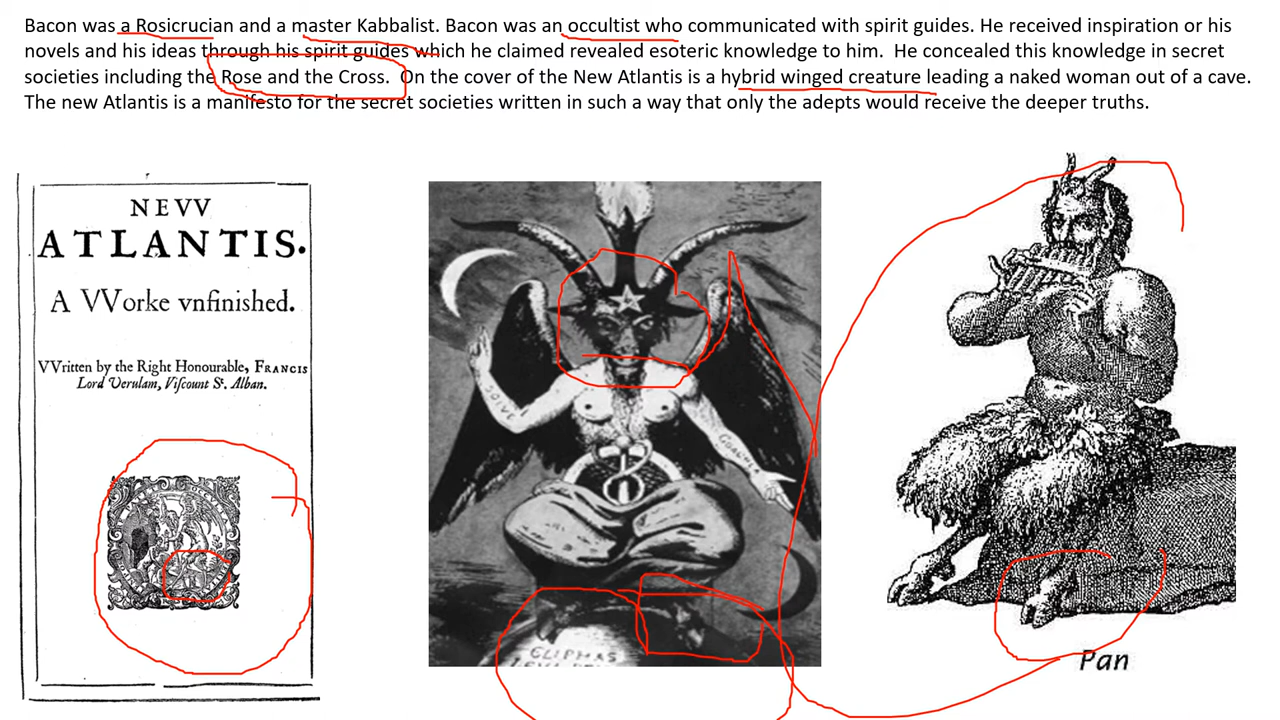 Bacon was a Rosicrucian and a master Kabbalist. Bacon was an occultist who communicated with spirit guides. He received inspiration or his
novels and his ideas through his spirit guides which he claimed revealed esoteric knowledge to him.  He concealed this knowledge in secret
societies including the Rose and the Cross.  On the cover of the New Atlantis is a hybrid winged creature leading a naked woman out of a cave.
The new Atlantis is a manifesto for the secret societies written in such a way that only the adepts would receive the deeper truths.
NEVV
ATLANTIS.
A VVorke vnfinished.
VVritten by the Right Honourable, FRANCIS
Lord Verulam, Viscount St. Alban.
SOLVE
COAGULA
ELIPHAS
Pan